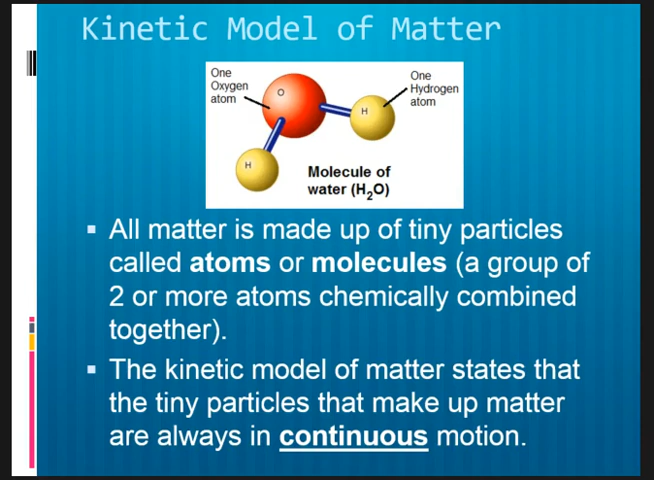 Kinetic Model of Matter
One
Oxygen
atom
One
Hydrogen
atom
O
H
H
Molecule of
water (H₂O)
▪ All matter is made up of tiny particles
called atoms or molecules (a group of
2 or more atoms chemically combined
together).
▪ The kinetic model of matter states that
the tiny particles that make up matter
are always in continuous motion.